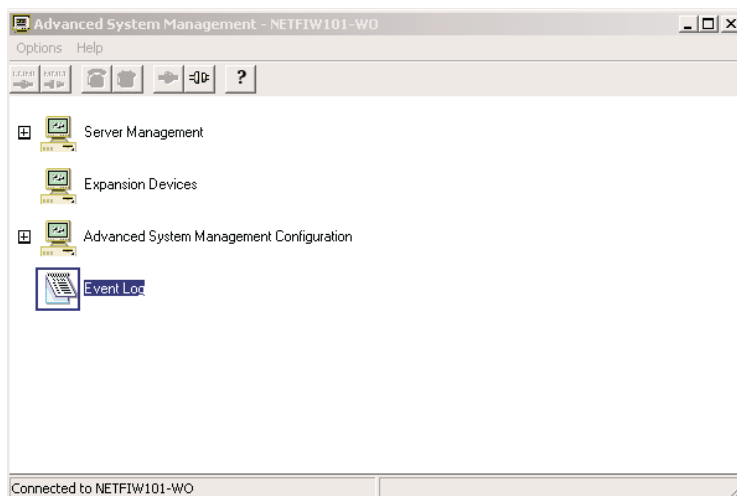 Advanced System Management - NETFIW101-WO
Options Help
?
Server Management
Expansion Devices
Advanced System Management Configuration
Event Log
Connected to NETFIW101-WO